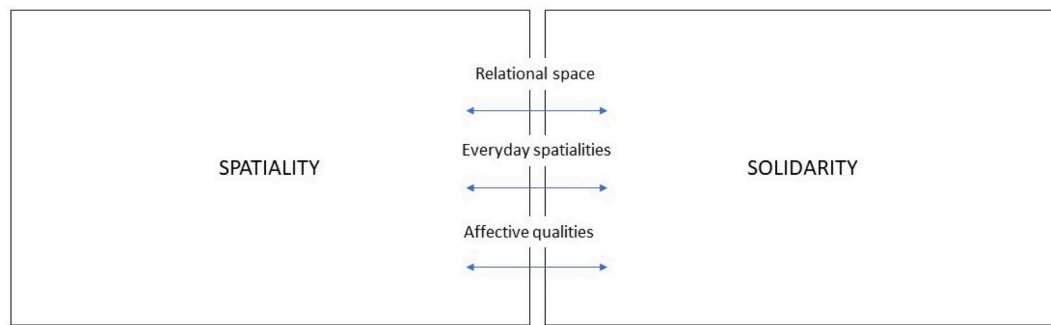 Relational space
Everyday spatialities
SPATIALITY
SOLIDARITY
Affective qualities